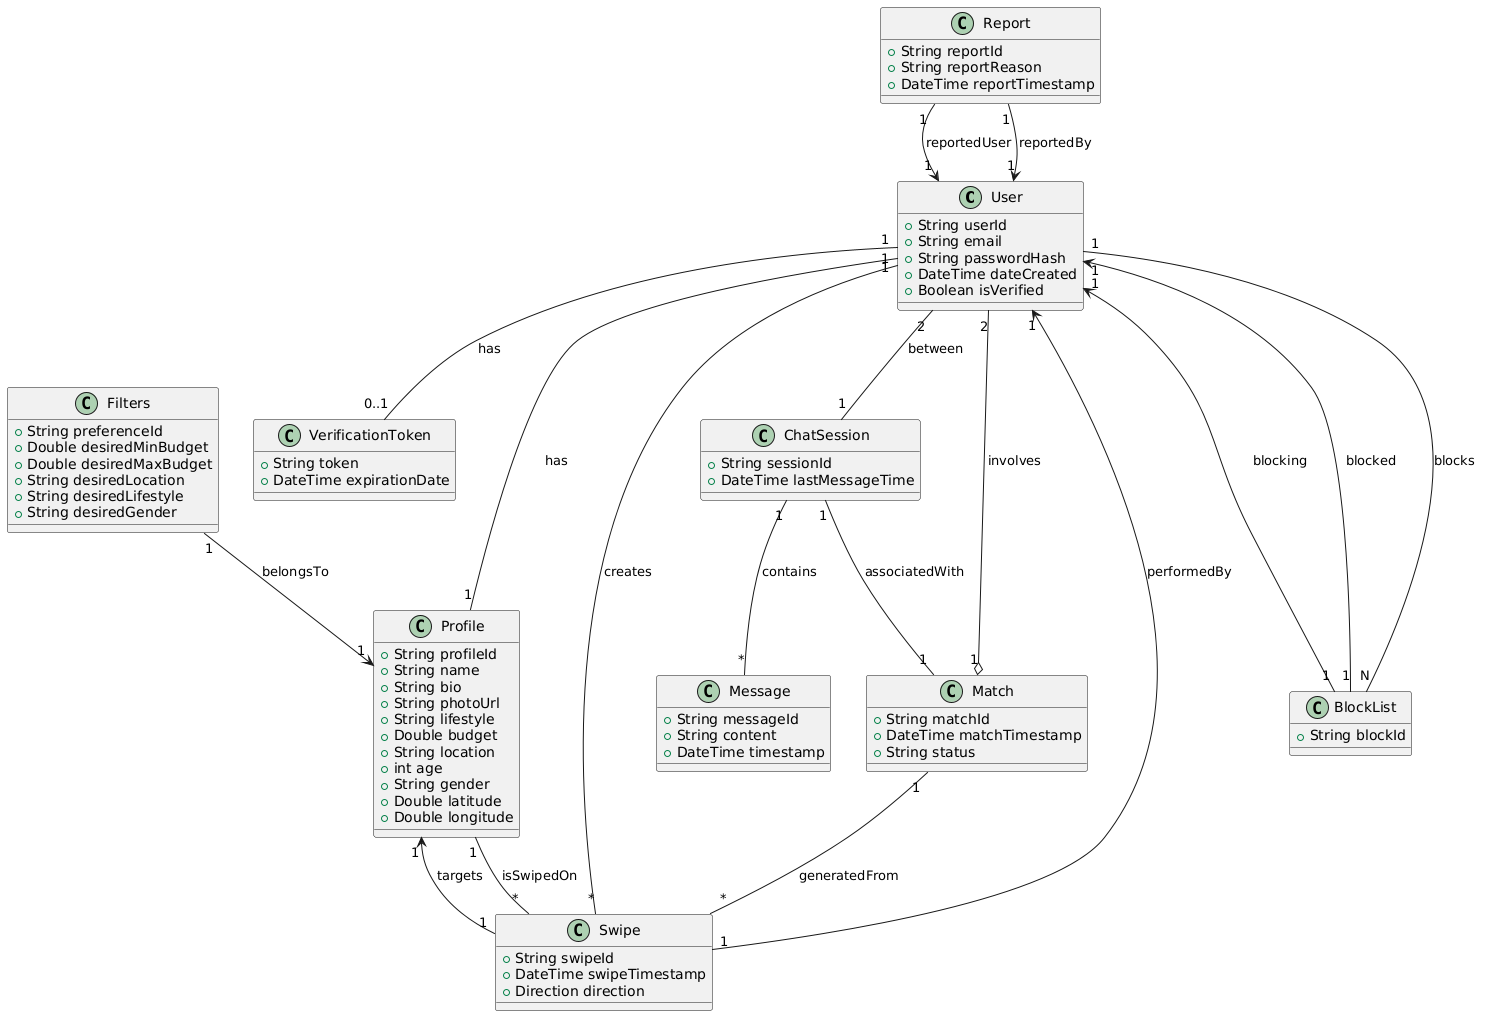 C Report
String reportId
String reportReason
DateTime reportTimestamp
1
1
reportedUser
reportedBy
1
1
C User
String userId
String email
String passwordHash
DateTime dateCreated
Boolean isVerified
1
1
1
1
1
1
2
2
1
has
between
0..1
1
C Filters
String preferenceId
Double desiredMinBudget
Double desiredMaxBudget
String desiredLocation
String desiredLifestyle
String desiredGender
C VerificationToken
String token
DateTime expirationDate
C ChatSession
String sessionId
DateTime lastMessageTime
has
involves
blocking
blocked
blocks
1
1
1
belongsTo
creates
contains
associatedWith
performedBy
1
1
*
1
1
1
1
N
C Profile
String profileId
String name
String bio
String photoUrl
String lifestyle
Double budget
String location
int age
String gender
Double latitude
Double longitude
C Message
String messageId
String content
DateTime timestamp
C Match
String matchId
DateTime matchTimestamp
String status
C BlockList
String blockId
1
1
1
targets
isSwipedOn
generatedFrom
1
*
*
*
1
C Swipe
String swipeId
DateTime swipeTimestamp
Direction direction